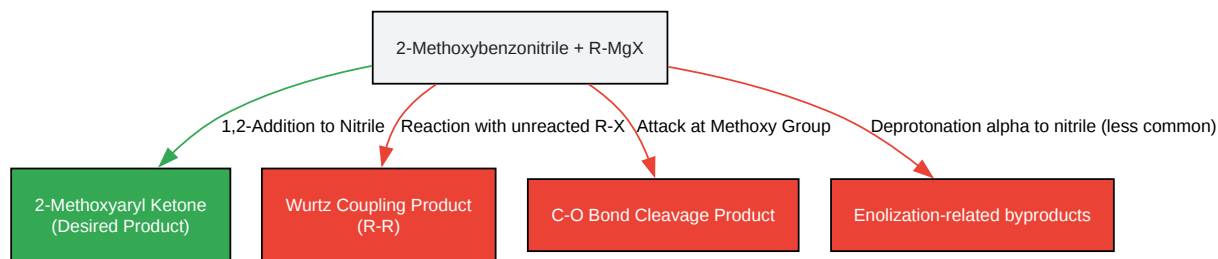 2-Methoxybenzonitrile + R-MgX
1,2-Addition to Nitrile
Reaction with unreacted R-X
Attack at Methoxy Group
Deprotonation alpha to nitrile (less common)
2-Methoxyaryl Ketone
(Desired Product)
Wurtz Coupling Product
(R-R)
C-O Bond Cleavage Product
Enolization-related byproducts